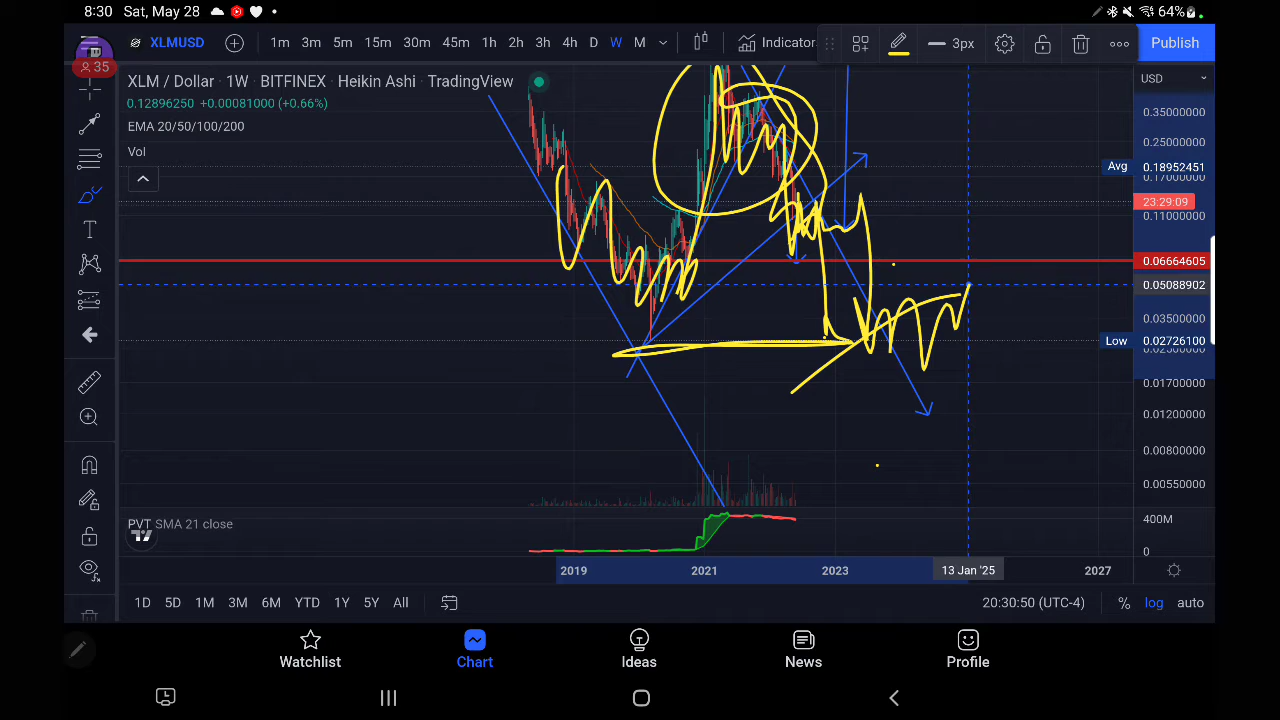 8:30 Sat, May 28 64%
XLMUSD 1m 3m 5m 15m 30m 45m 1h 3h 4h D W M Indicator 3px Publish
35
XLM / Dollar · 1W · BITFINEX · Heikin Ashi · TradingView USD
0.12896250 +0.00081000 (+0.66%)
0.35000000
EMA 20/50/100/200
0.25000000
Vol
Avg 0.18952451
0.17000000
23:29:09
0.11000000
0.06664605
0.05088902
0.03500000
Low 0.02726100
0.01700000
0.01200000
0.00800000
0.00550000
PVT SMA 21 close 400M
0
2019 2021 2023 13 Jan '25 2027
1D 5D 1M 3M 6M YTD 1Y 5Y All 20:30:50 (UTC-4) % log auto
Watchlist Chart Ideas News Profile